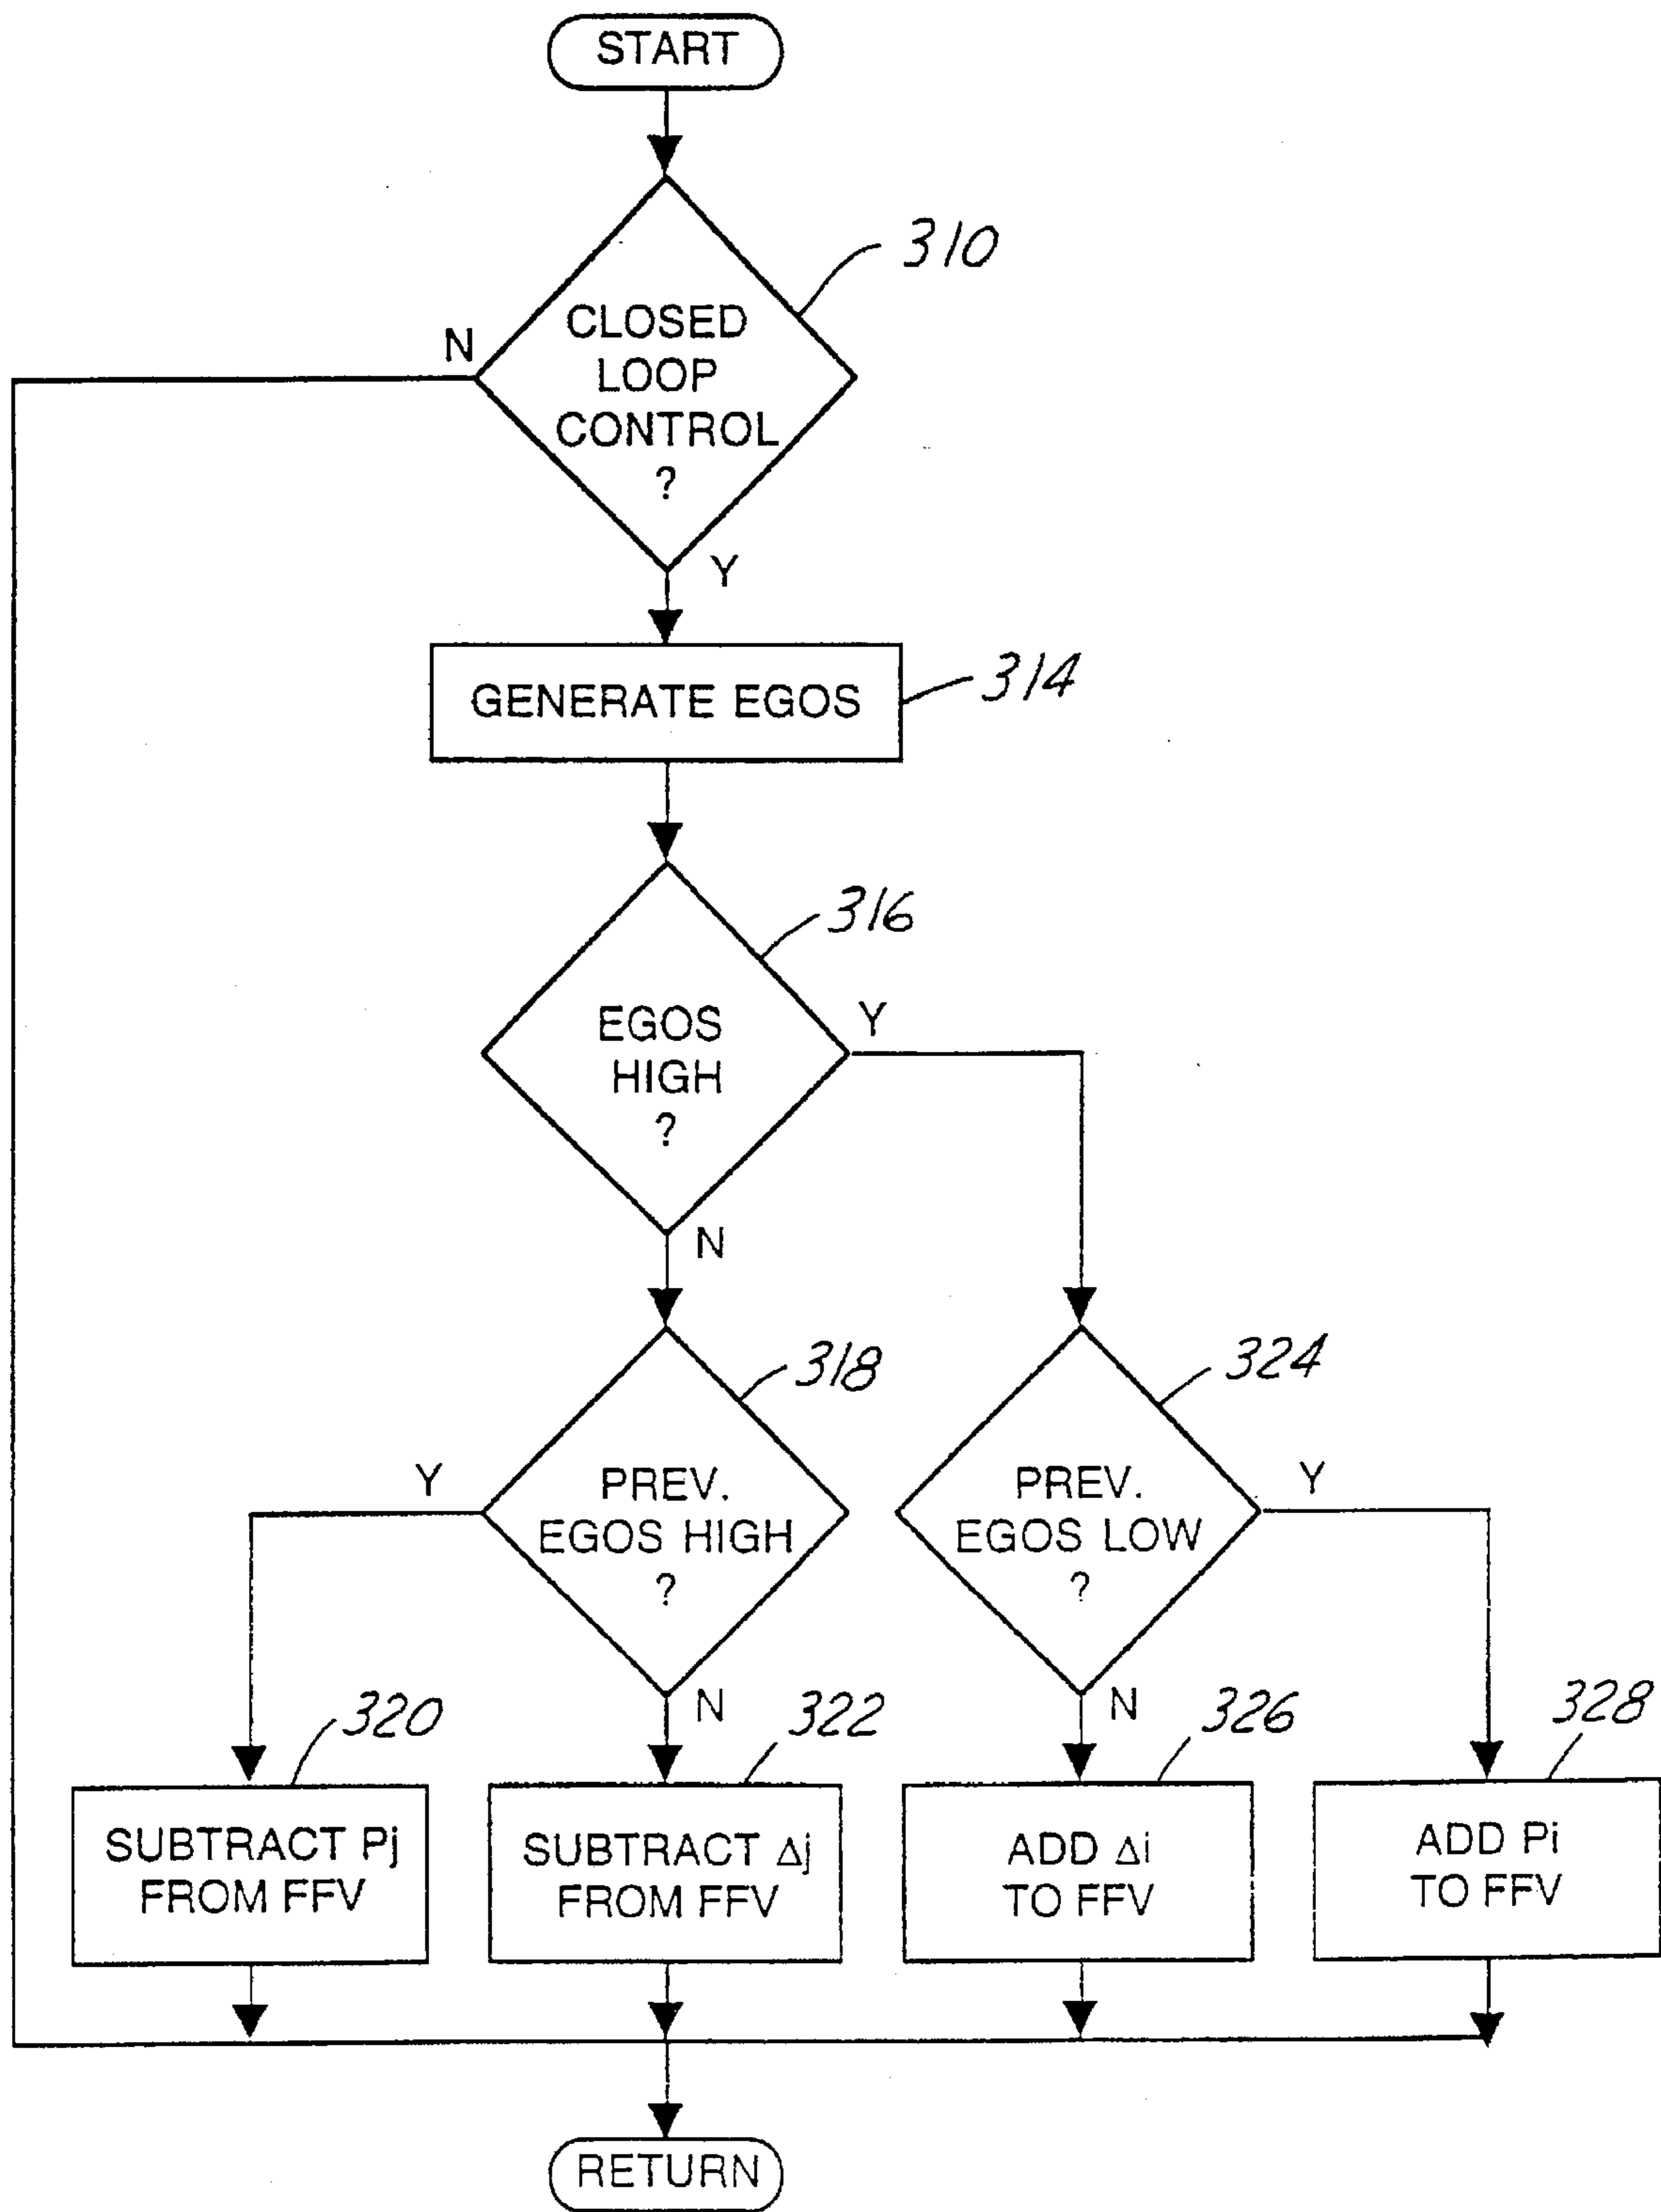 START
310
CLOSED
LOOP
CONTROL
?
N
Y
GENERATE EGOS
314
316
EGOS
HIGH
?
Y
N
318
324
PREV.
EGOS HIGH
?
Y
N
PREV.
EGOS LOW
?
Y
N
320
322
326
328
SUBTRACT Pj
FROM FFV
SUBTRACT Δj
FROM FFV
ADD Δi
TO FFV
ADD Pi
TO FFV
RETURN